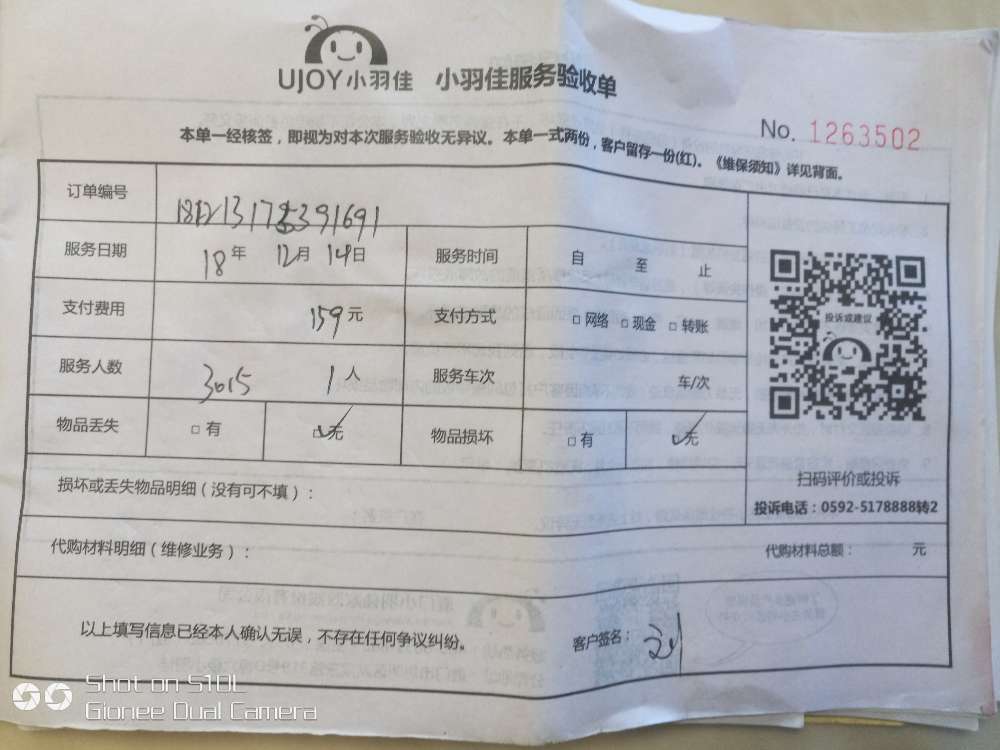 UJOY小羽佳 小羽佳服务验收单
No. 1263502
本单一经核签，即视为对本次服务验收无异议。本单一式两份，客户留存一份(红)。《维保须知》详见背面。
订单编号
服务日期 18年 12月 14日 服务时间 自 至 止
支付费用 159元 支付方式 □网络 □现金 □转账
投诉或建议
服务人数 3015 1人 服务车次 车/次
物品丢失 □有 ☑无 物品损坏 □有 ☑无
扫码评价或投诉
损坏或丢失物品明细（没有可不填）：
投诉电话：0592-5178888转2
代购材料明细（维修业务）： 代购材料总额： 元
以上填写信息已经本人确认无误，不存在任何争议纠纷。 客户签名：
Shot on S10L
Gionee Dual Camera